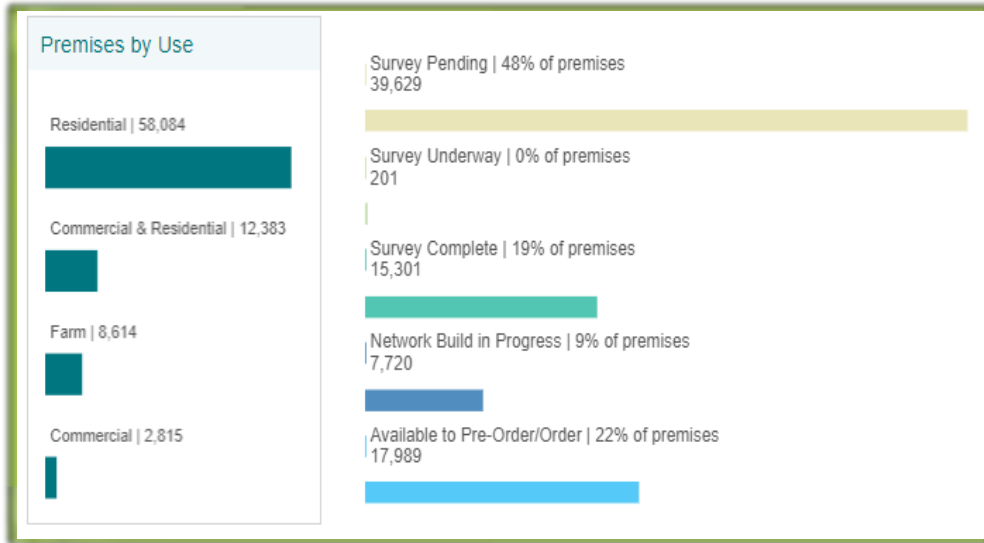 Premises by Use
Residential | 58,084
Commercial & Residential | 12,383
Farm | 8,614
Commercial | 2,815
Survey Pending | 48% of premises
39,629
Survey Underway | 0% of premises
201
Survey Complete | 19% of premises
15,301
Network Build in Progress | 9% of premises
7,720
Available to Pre-Order/Order | 22% of premises
17,989